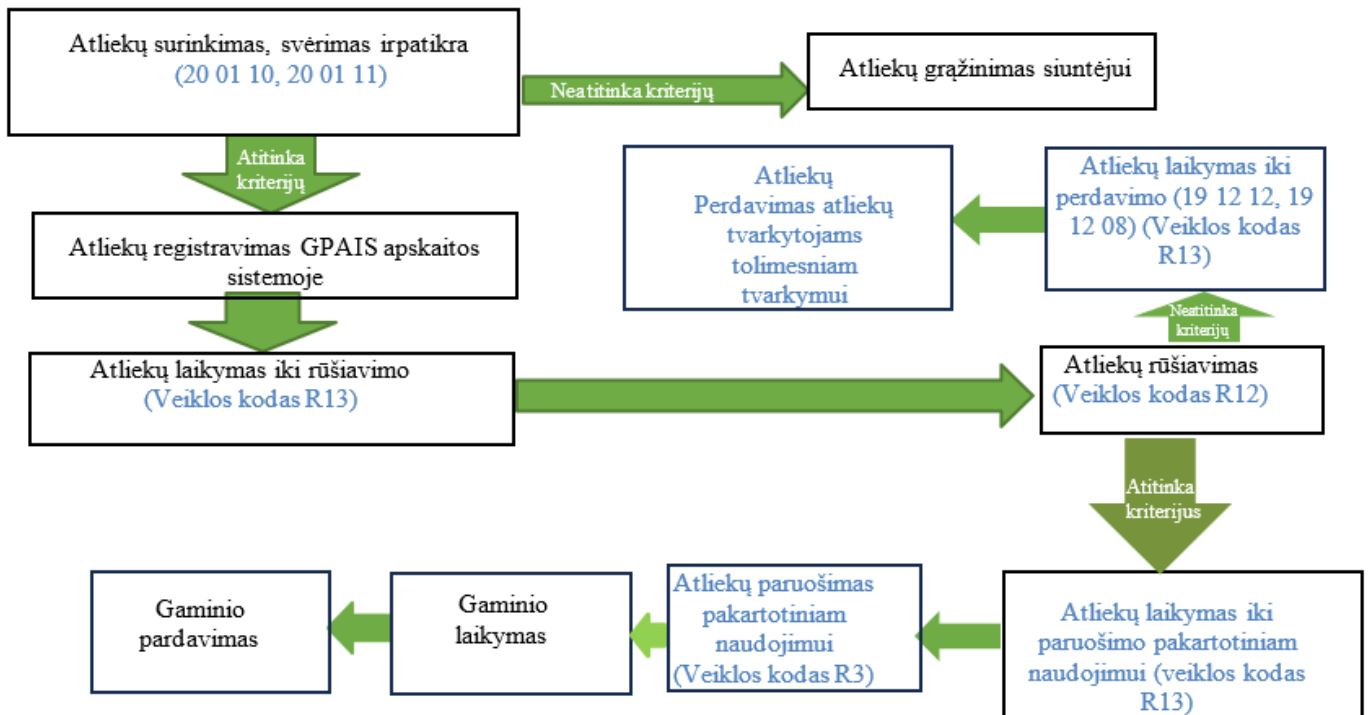 Atliekų surinkimas, svėrimas irpatikra
(20 01 10, 20 01 11)
Neatitinka kriterijų
Atliekų grąžinimas siuntėjui
Atitinka
kriterijų
Atliekų registravimas GPAIS apskaitos
sistemoje
Atliekų
Perdavimas atliekų
tvarkytojams
tolimesniam
tvarkymui
Atliekų laikymas iki
perdavimo (19 12 12, 19
12 08) (Veiklos kodas
R13)
Neatitinka
kriterijų
Atliekų laikymas iki rūšiavimo
(Veiklos kodas R13)
Atliekų rūšiavimas
(Veiklos kodas R12)
Atitinka
kriterijus
Atliekų laikymas iki
paruošimo pakartotiniam
naudojimui (veiklos kodas
R13)
Atliekų paruošimas
pakartotiniam
naudojimui
(Veiklos kodas R3)
Gaminio
laikymas
Gaminio
pardavimas